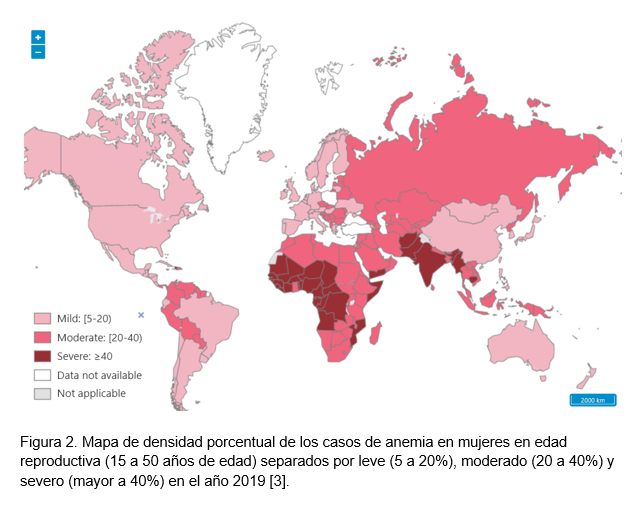 +
−
Mild: [5-20)
Moderate: [20-40)
Severe: ≥40
Data not available
Not applicable
×
2000 km
Figura 2. Mapa de densidad porcentual de los casos de anemia en mujeres en edad
reproductiva (15 a 50 años de edad) separados por leve (5 a 20%), moderado (20 a 40%) y
severo (mayor a 40%) en el año 2019 [3].